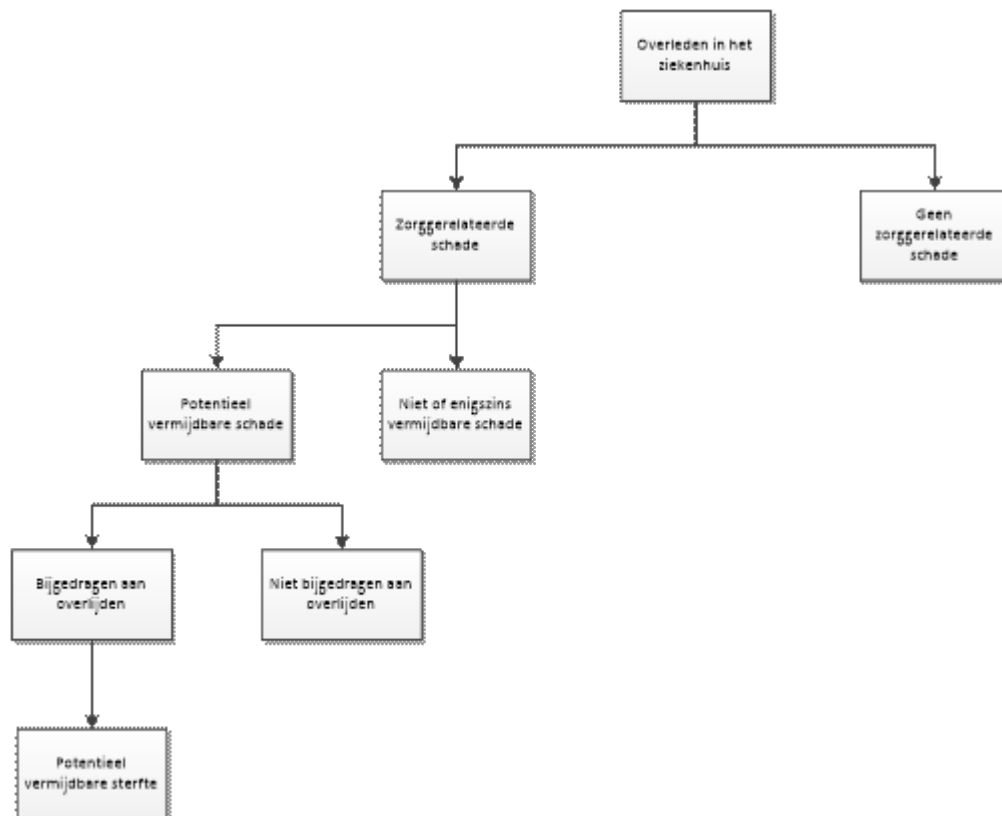 Overleden in het
ziekenhuis
Zorggerelateerde
schade
Geen
zorggerelateerde
schade
Potentieel
vermijdbare schade
Niet of enigszins
vermijdbare schade
Bijgedragen aan
overlijden
Niet bijgedragen aan
overlijden
Potentieel
vermijdbare sterfte